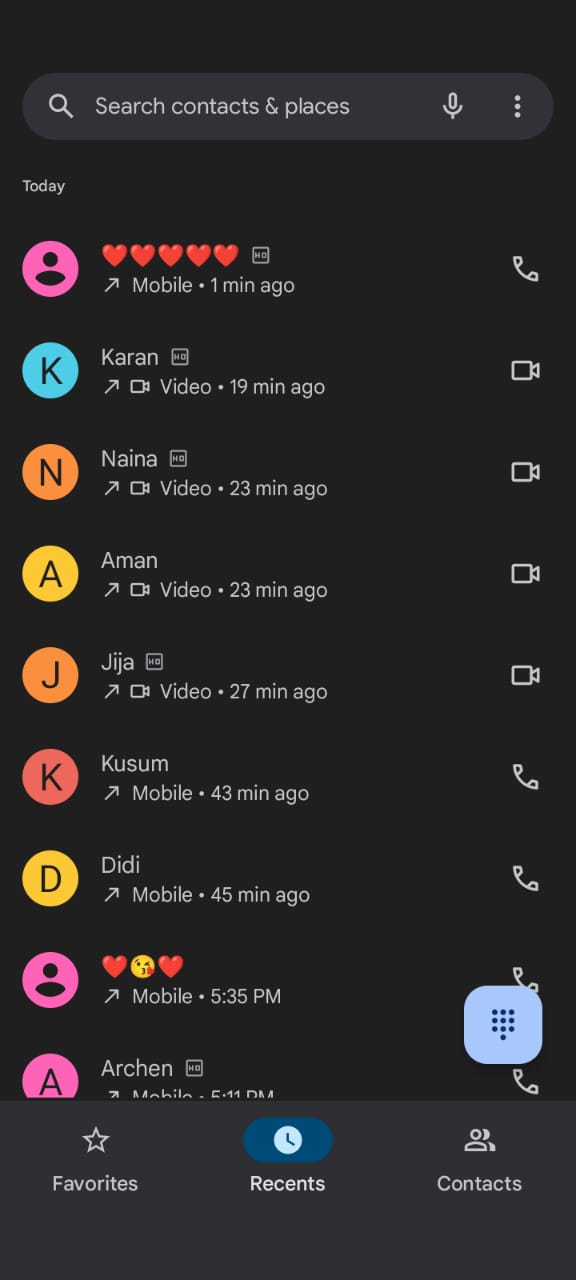 Search contacts & places
Today
❤️❤️❤️❤️❤️ HD
Mobile • 1 min ago
K
Karan HD
Video • 19 min ago
N
Naina HD
Video • 23 min ago
A
Aman
Video • 23 min ago
J
Jija HD
Video • 27 min ago
K
Kusum
Mobile • 43 min ago
D
Didi
Mobile • 45 min ago
❤️😘❤️
Mobile • 5:35 PM
A
Archen HD
Mobile • 5:11 PM
Favorites
Recents
Contacts